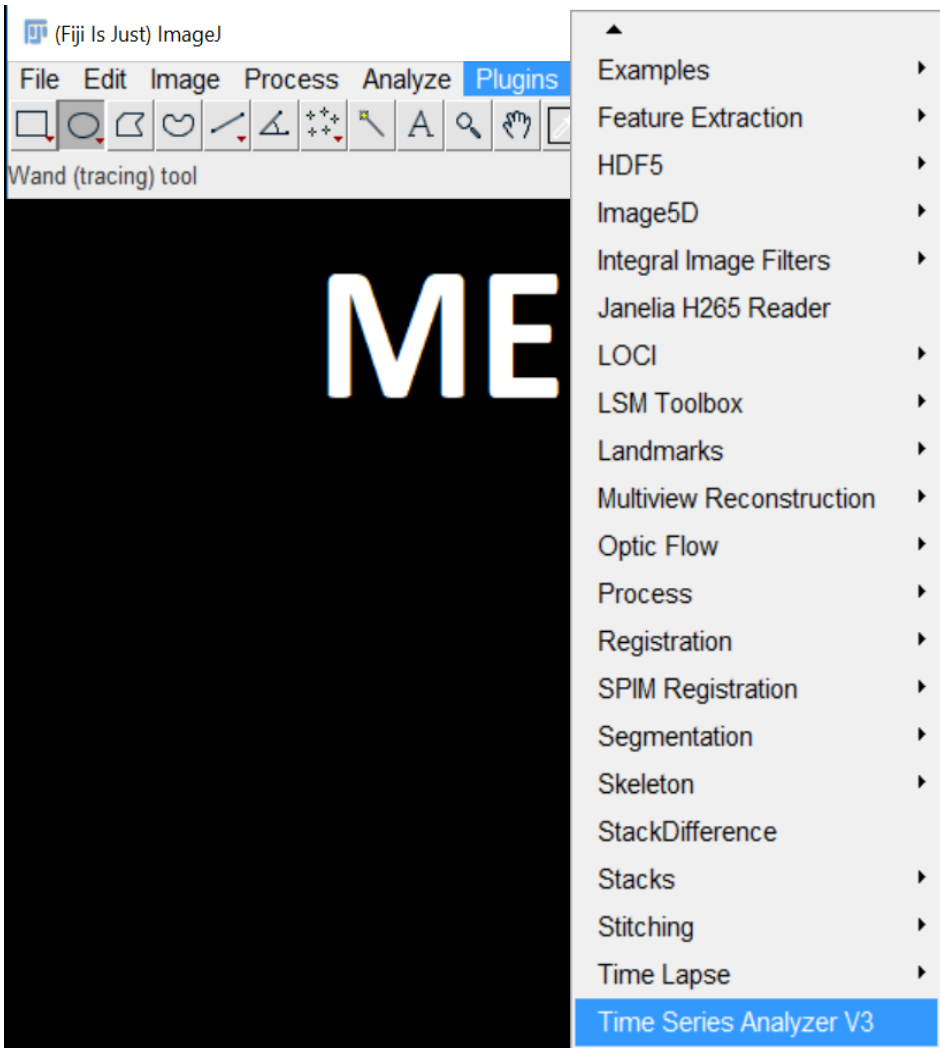 (Fiji Is Just) ImageJ
File Edit Image Process Analyze Plugins
A
Wand (tracing) tool
ME
Examples
Feature Extraction
HDF5
Image5D
Integral Image Filters
Janelia H265 Reader
LOCI
LSM Toolbox
Landmarks
Multiview Reconstruction
Optic Flow
Process
Registration
SPIM Registration
Segmentation
Skeleton
StackDifference
Stacks
Stitching
Time Lapse
Time Series Analyzer V3